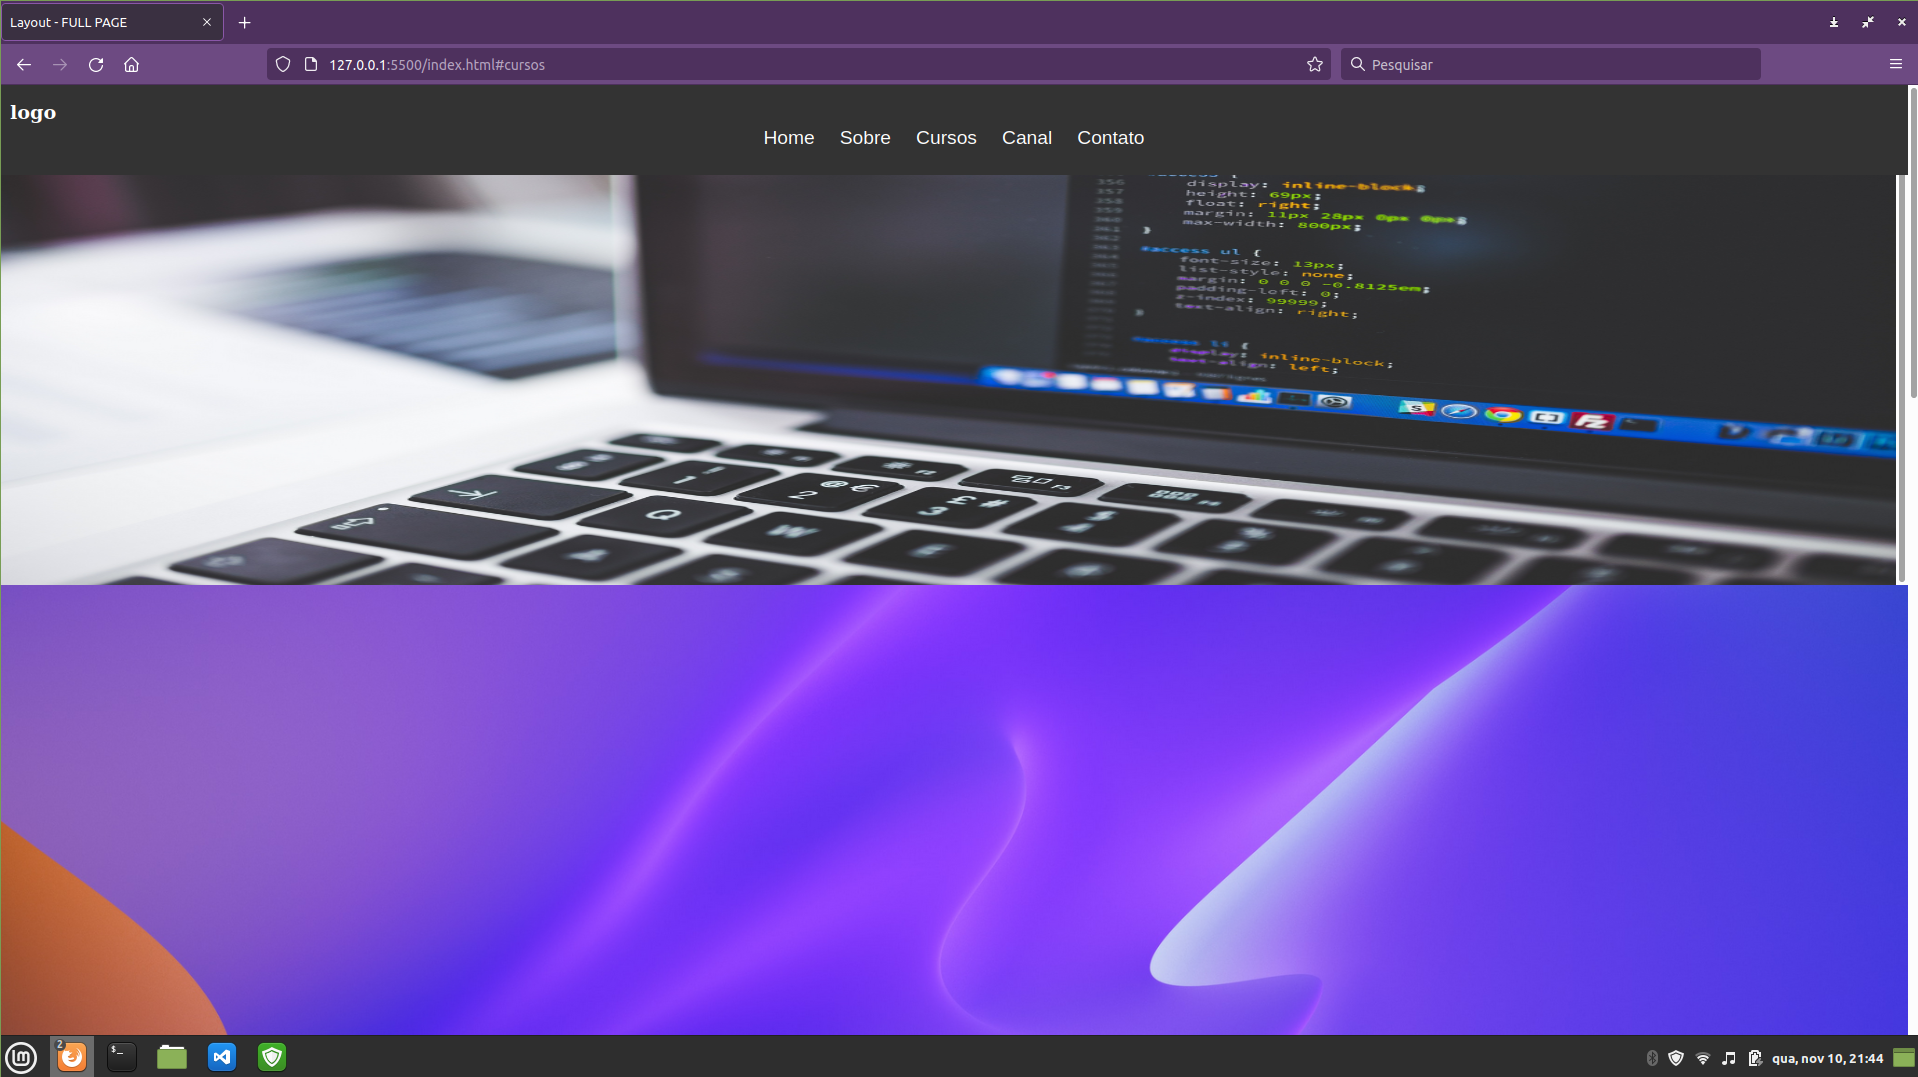 Layout - FULL PAGE
127.0.0.1:5500/index.html#cursos
Pesquisar
logo
Home Sobre Cursos Canal Contato
display: inline-block;
height: 69px;
float: right;
margin: 11px 28px 0px 0px;
max-width: 800px;
}
#access ul {
font-size: 13px;
list-style: none;
margin: 0 0 0 -0.8125em;
padding-left: 0;
z-index: 99999;
text-align: right;
}
#access li {
display: inline-block;
text-align: left;
S
Fz
! 2 @ € £ 3 # $
Q W E
2
$_
qua, nov 10, 21:44